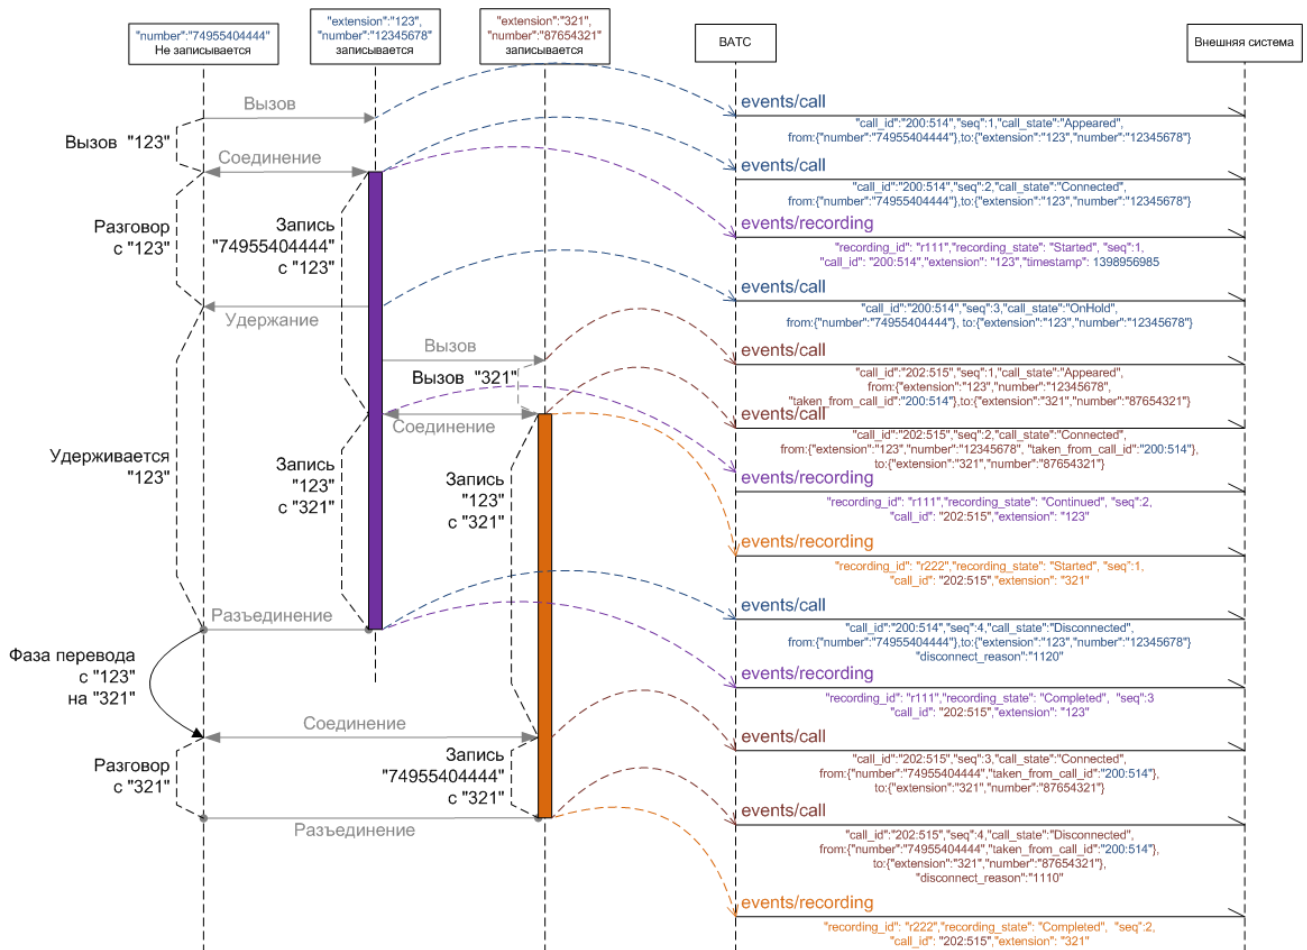 "number":"74955404444"
Не записывается
"extension":"123",
"number":"12345678"
записывается
"extension":"321",
"number":"87654321"
записывается
ВАТС
Внешняя система
Вызов
events/call
"call_id":"200:514","seq":1,"call_state":"Appeared",
from:{"number":"74955404444"},to:{"extension":"123","number":"12345678"}
Вызов "123"
Соединение
events/call
"call_id":"200:514","seq":2,"call_state":"Connected",
from:{"number":"74955404444"},to:{"extension":"123","number":"12345678"}
Разговор
с "123"
Запись
"74955404444"
с "123"
events/recording
"recording_id": "r111","recording_state": "Started", "seq":1,
"call_id": "200:514","extension": "123","timestamp": 1398956985
Удержание
events/call
"call_id":"200:514","seq":3,"call_state":"OnHold",
from:{"number":"74955404444"}, to:{"extension":"123","number":"12345678"}
Вызов
events/call
"call_id":"202:515","seq":1,"call_state":"Appeared",
from:{"extension":"123","number":"12345678",
"taken_from_call_id":"200:514"},to:{"extension":"321","number":"87654321"}
Вызов "321"
Соединение
events/call
"call_id":"202:515","seq":2,"call_state":"Connected",
from:{"extension":"123","number":"12345678", "taken_from_call_id":"200:514"},
to:{"extension":"321","number":"87654321"}
Удерживается
"123"
Запись
"123"
с "321"
Запись
"123"
с "321"
events/recording
"recording_id": "r111","recording_state": "Continued", "seq":2,
"call_id": "202:515","extension": "123"
events/recording
"recording_id": "r222","recording_state": "Started", "seq":1,
"call_id": "202:515","extension": "321"
Разъединение
events/call
"call_id":"200:514","seq":4,"call_state":"Disconnected",
from:{"number":"74955404444"},to:{"extension":"123","number":"12345678"}
"disconnect_reason":"1120"
Фаза перевода
с "123"
на "321"
events/recording
"recording_id": "r111","recording_state": "Completed", "seq":3
"call_id": "202:515","extension": "123"
Соединение
events/call
"call_id":"202:515","seq":3,"call_state":"Connected",
from:{"number":"74955404444","taken_from_call_id":"200:514"},
to:{"extension":"321","number":"87654321"}
Разговор
с "321"
Запись
"74955404444"
с "321"
Разъединение
events/call
"call_id":"202:515","seq":4,"call_state":"Disconnected",
from:{"number":"74955404444","taken_from_call_id":"200:514"},
to:{"extension":"321","number":"87654321"},
"disconnect_reason":"1110"
events/recording
"recording_id": "r222","recording_state": "Completed", "seq":2,
"call_id": "202:515","extension": "321"